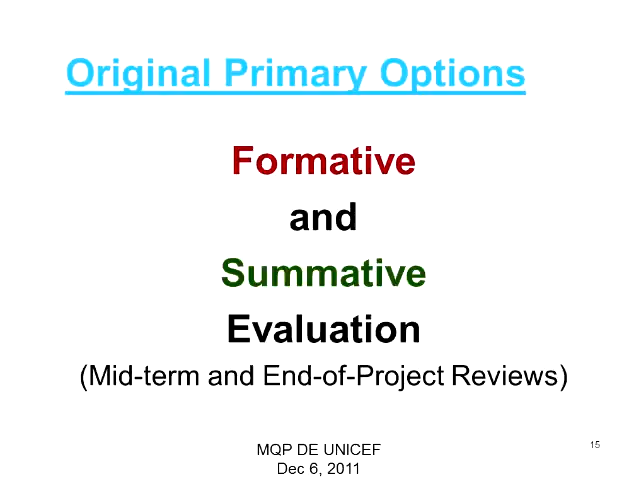 Original Primary Options
Formative
and
Summative
Evaluation
(Mid-term and End-of-Project Reviews)
MQP DE UNICEF
Dec 6, 2011
15